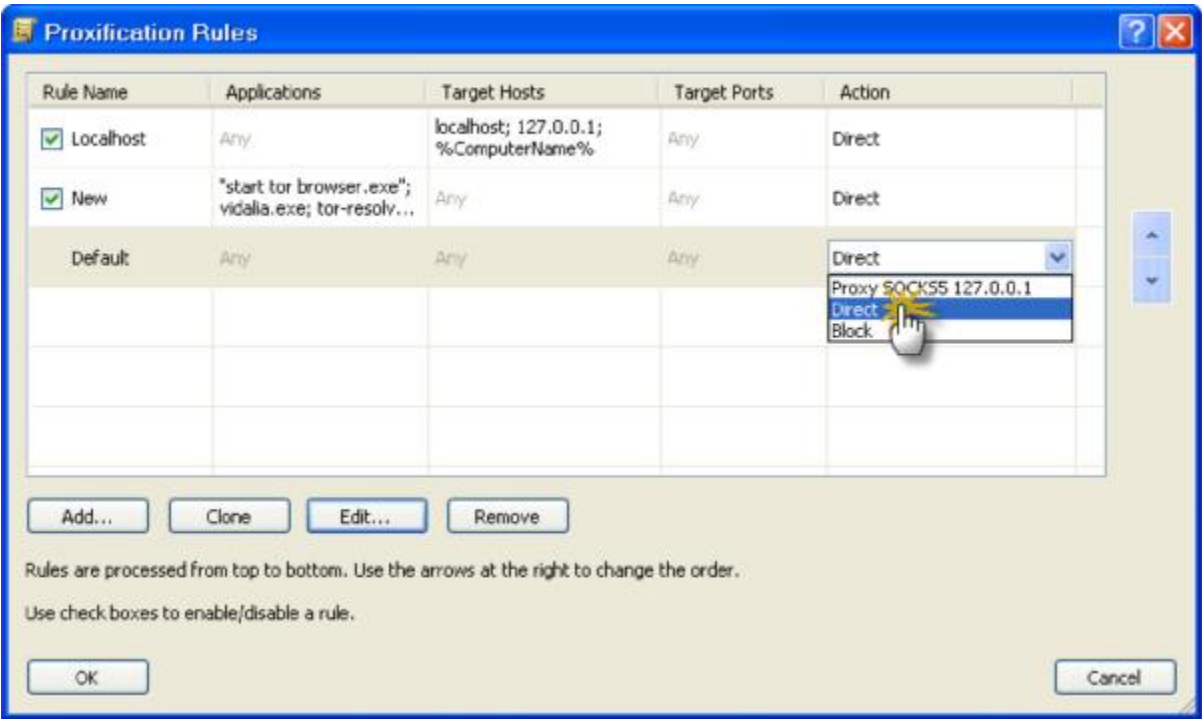 Proxification Rules
Rule Name Applications Target Hosts Target Ports Action
Localhost Any localhost; 127.0.0.1; Any Direct
%ComputerName%
New "start tor browser.exe"; Any Any Direct
vidalia.exe; tor-resolv...
Default Any Any Any Direct
Proxy SOCKS5 127.0.0.1
Direct
Block
Add... Clone Edit... Remove
Rules are processed from top to bottom. Use the arrows at the right to change the order.
Use check boxes to enable/disable a rule.
OK Cancel